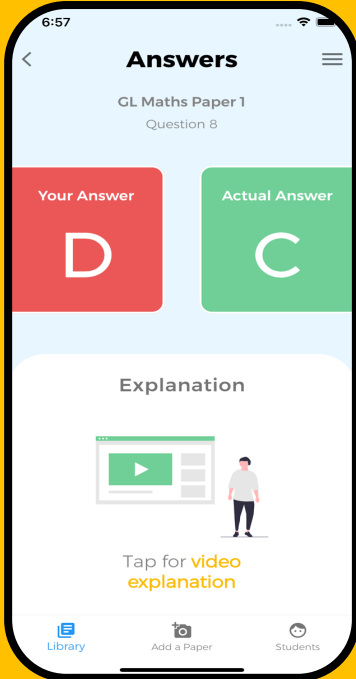 6:57
Answers
GL Maths Paper 1
Question 8
Your Answer
Actual Answer
D
C
Explanation
Tap for video
explanation
Library
Add a Paper
Students